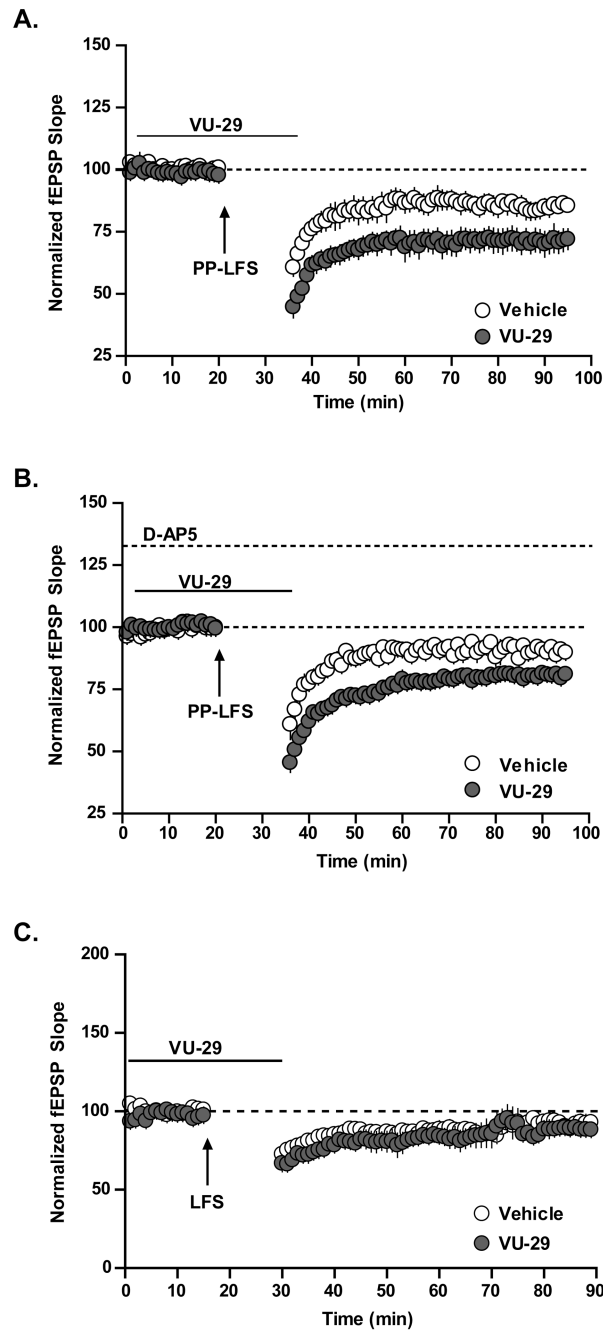 A.
150
125
VU-29
100
75
PP-LFS
50
Vehicle
VU-29
25
0 10 20 30 40 50 60 70 80 90 100
Time (min)
Normalized fEPSP Slope
B.
150
D-AP5
125
VU-29
100
75
PP-LFS
50
Vehicle
VU-29
25
0 10 20 30 40 50 60 70 80 90 100
Time (min)
Normalized fEPSP Slope
C.
200
150
VU-29
100
50
LFS
Vehicle
VU-29
0
0 10 20 30 40 50 60 70 80 90
Time (min)
Normalized fEPSP Slope